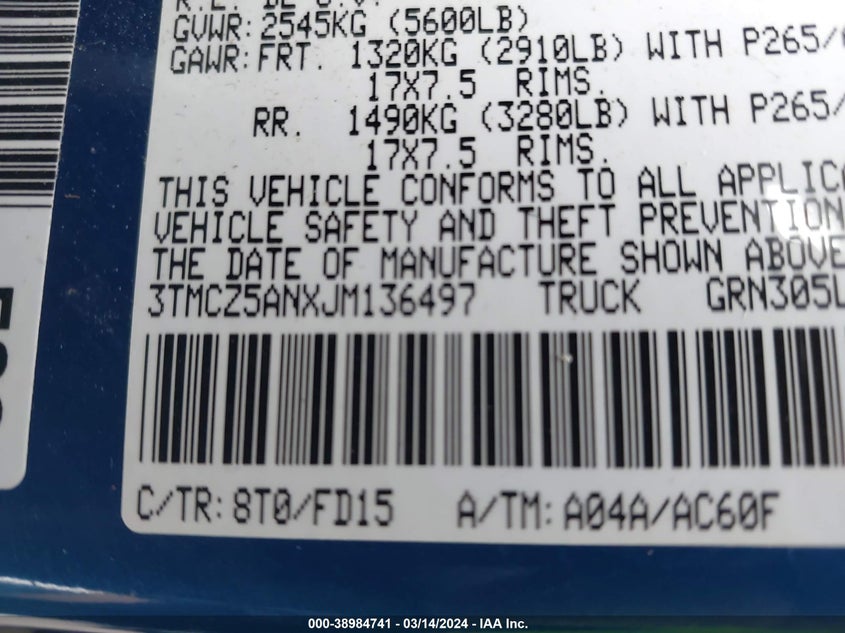 GVWR: 2545KG (5600LB)
GAWR: FRT. 1320KG (2910LB) WITH P265/
17X7.5 RIMS.
RR. 1490KG (3280LB) WITH P265/
17X7.5 RIMS.
THIS VEHICLE CONFORMS TO ALL APPLICA
VEHICLE SAFETY AND THEFT PREVENTION
THE DATE OF MANUFACTURE SHOWN ABOVE
3TMCZ5ANXJM136497 TRUCK GRN305L
C/TR: 8T0/FD15 A/TM: A04A/AC60F
000-38984741 - 03/14/2024 - IAA Inc.